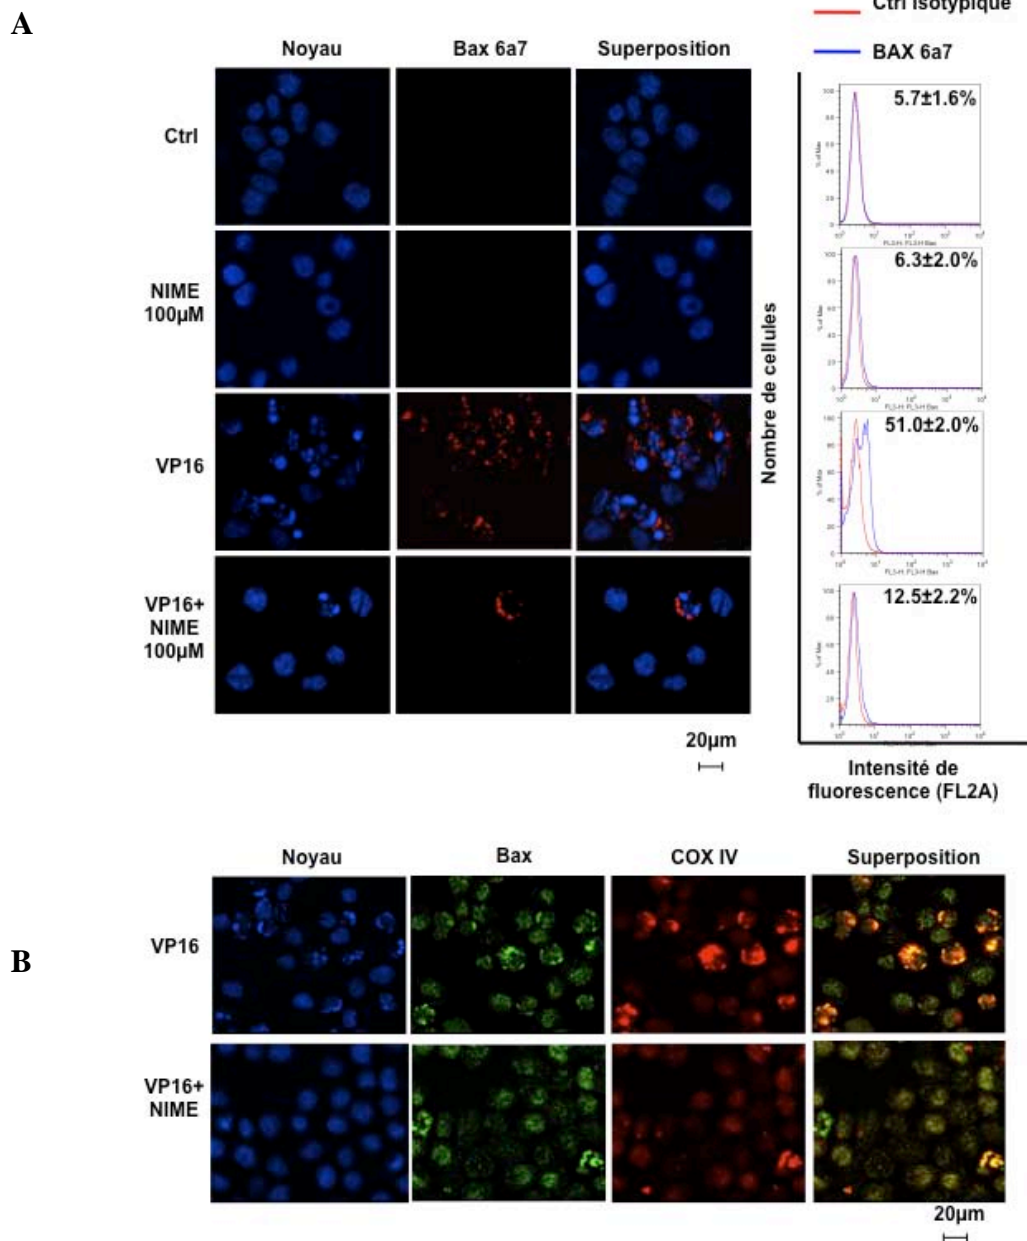 A
Ctrl Isotypique
BAX 6a7
Noyau Bax 6a7 Superposition
Ctrl
5.7±1.6%
NIME
100µM
6.3±2.0%
VP16
51.0±2.0%
VP16+
NIME
100µM
12.5±2.2%
Nombre de cellules
20µm
Intensité de
fluorescence (FL2A)
B
Noyau Bax COX IV Superposition
VP16
VP16+
NIME
20µm